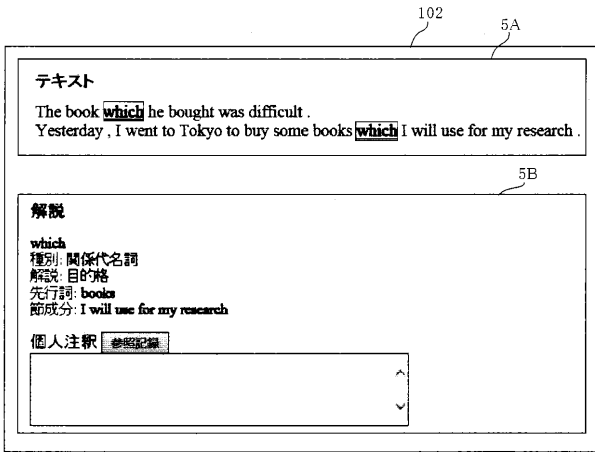 102
5A
テキスト
The book which he bought was difficult .
Yesterday , I went to Tokyo to buy some books which I will use for my research .
5B
解説
which
種別: 関係代名詞
解説: 目的格
先行詞: books
節成分: I will use for my research
個人注釈 参照記録